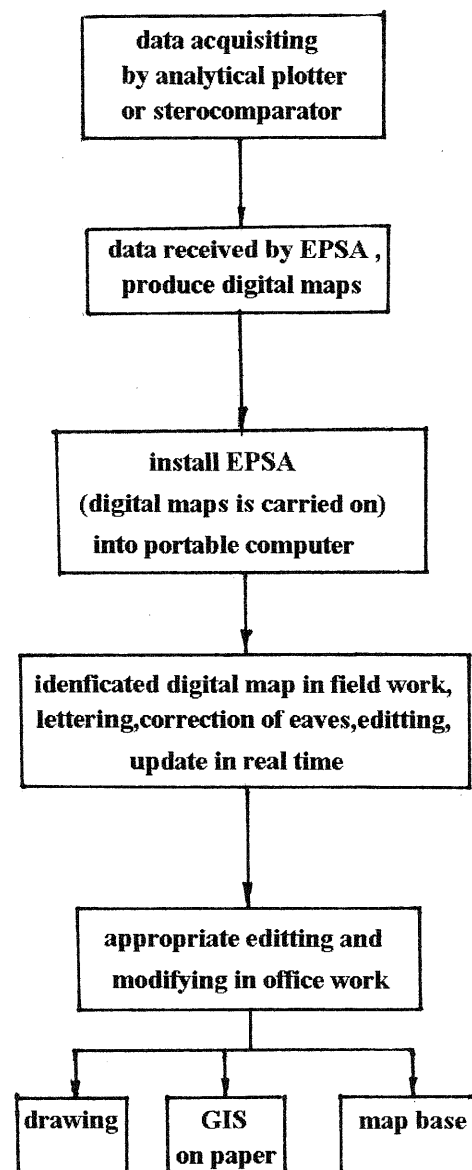 data acquisiting
by analytical plotter
or sterocomparator
data received by EPSA ,
produce digital maps
install EPSA
(digital maps is carried on)
into portable computer
idenficated digital map in field work,
lettering,correction of eaves,editting,
update in real time
appropriate editting and
modifying in office work
drawing
GIS
on paper
map base